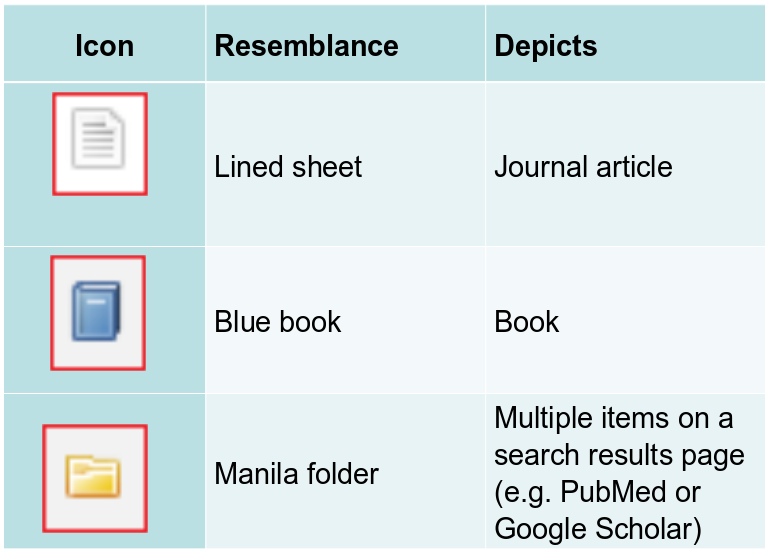 Icon Resemblance Depicts
Lined sheet Journal article
Blue book Book
Manila folder
Multiple items on a
search results page
(e.g. PubMed or
Google Scholar)